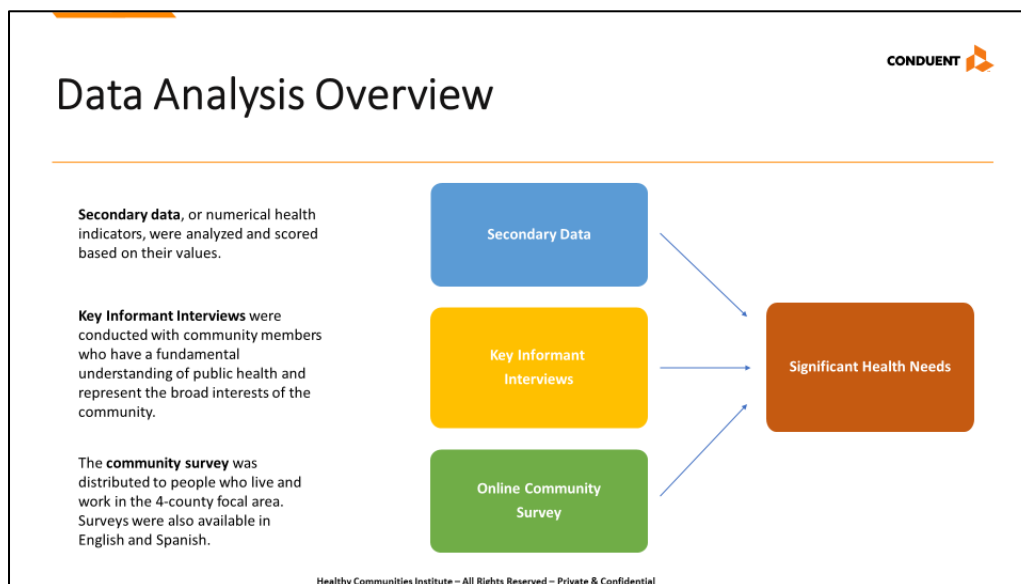 CONDUENT
Data Analysis Overview
Secondary data, or numerical health
indicators, were analyzed and scored
based on their values.
Secondary Data
Key Informant Interviews were
conducted with community members
who have a fundamental
understanding of public health and
represent the broad interests of the
community.
Key Informant
Interviews
Significant Health Needs
The community survey was
distributed to people who live and
work in the 4-county focal area.
Surveys were also available in
English and Spanish.
Online Community
Survey
Healthy Communities Institute – All Rights Reserved – Private & Confidential